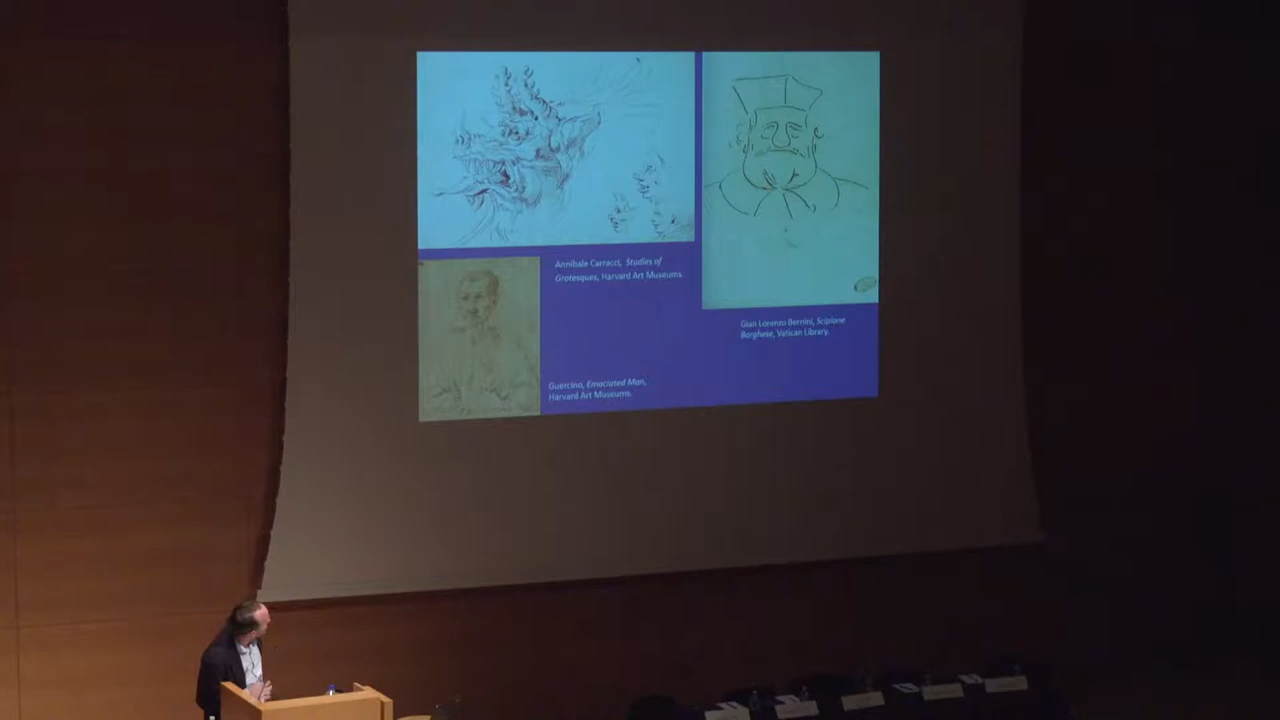 Annibale Carracci, Studies of
Grotesques, Harvard Art Museums.
Gian Lorenzo Bernini, Scipione
Borghese, Vatican Library.
Guercino, Emaciated Man,
Harvard Art Museums.